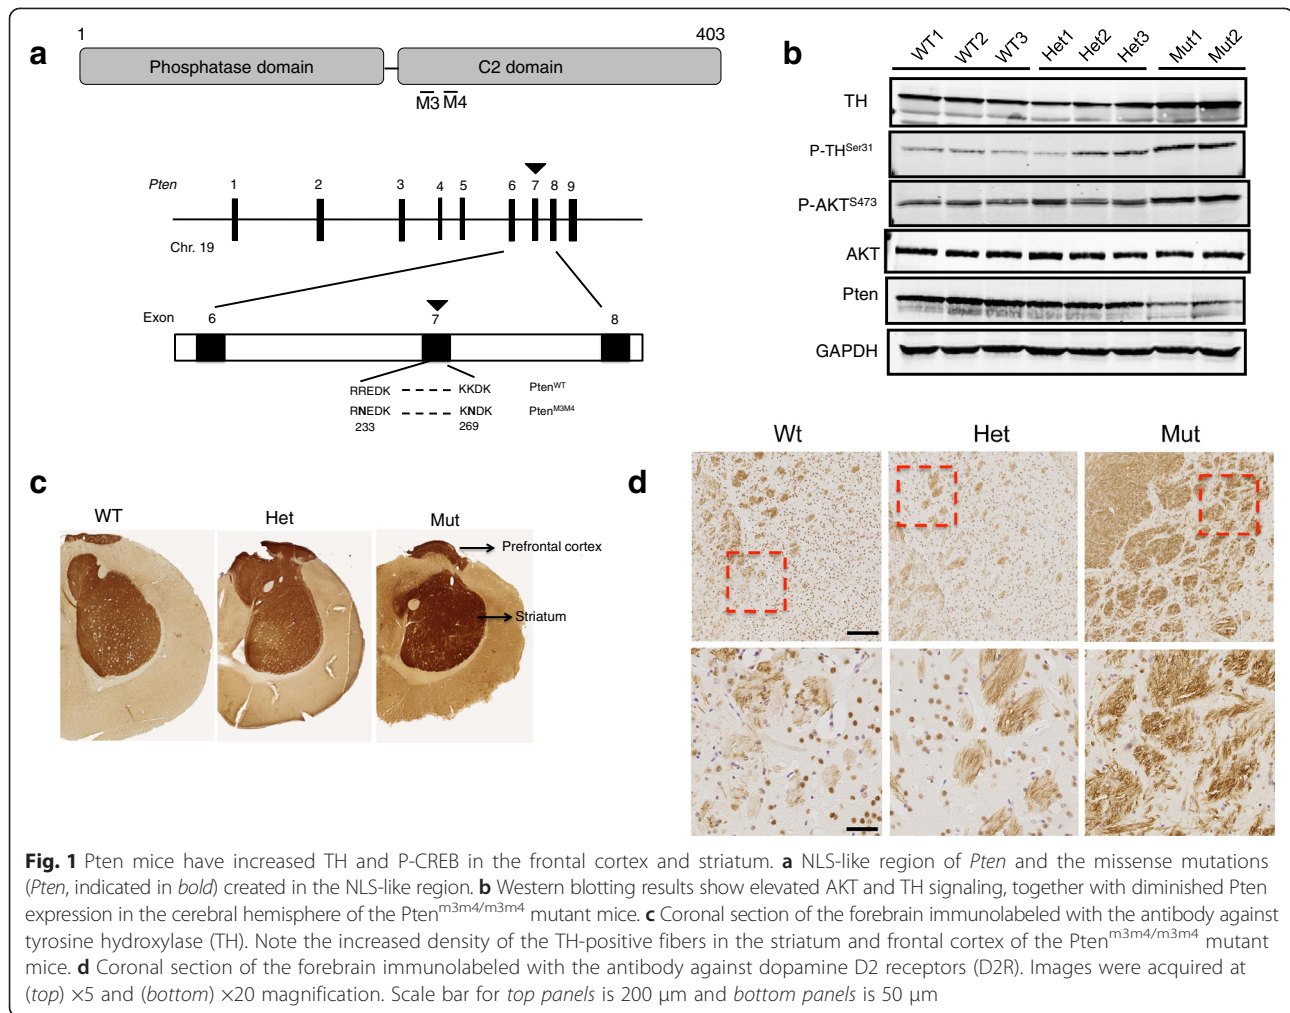 a
1 403
Phosphatase domain C2 domain
M3 M4
Pten 1 2 3 4 5 6 7 8 9
Chr. 19
Exon 6 7 8
RREDK KKDK Pten^WT
RNEDK KNDK Pten^M3M4
233 269
b
WT1 WT2 WT3 Het1 Het2 Het3 Mut1 Mut2
TH
P-TH^Ser31
P-AKT^S473
AKT
Pten
GAPDH
c
WT Het Mut
Prefrontal cortex
Striatum
d
Wt Het Mut
Fig. 1 Pten mice have increased TH and P-CREB in the frontal cortex and striatum. a NLS-like region of Pten and the missense mutations
(Pten, indicated in bold) created in the NLS-like region. b Western blotting results show elevated AKT and TH signaling, together with diminished Pten
expression in the cerebral hemisphere of the Pten^m3m4/m3m4 mutant mice. c Coronal section of the forebrain immunolabeled with the antibody against
tyrosine hydroxylase (TH). Note the increased density of the TH-positive fibers in the striatum and frontal cortex of the Pten^m3m4/m3m4 mutant
mice. d Coronal section of the forebrain immunolabeled with the antibody against dopamine D2 receptors (D2R). Images were acquired at
(top) ×5 and (bottom) ×20 magnification. Scale bar for top panels is 200 μm and bottom panels is 50 μm